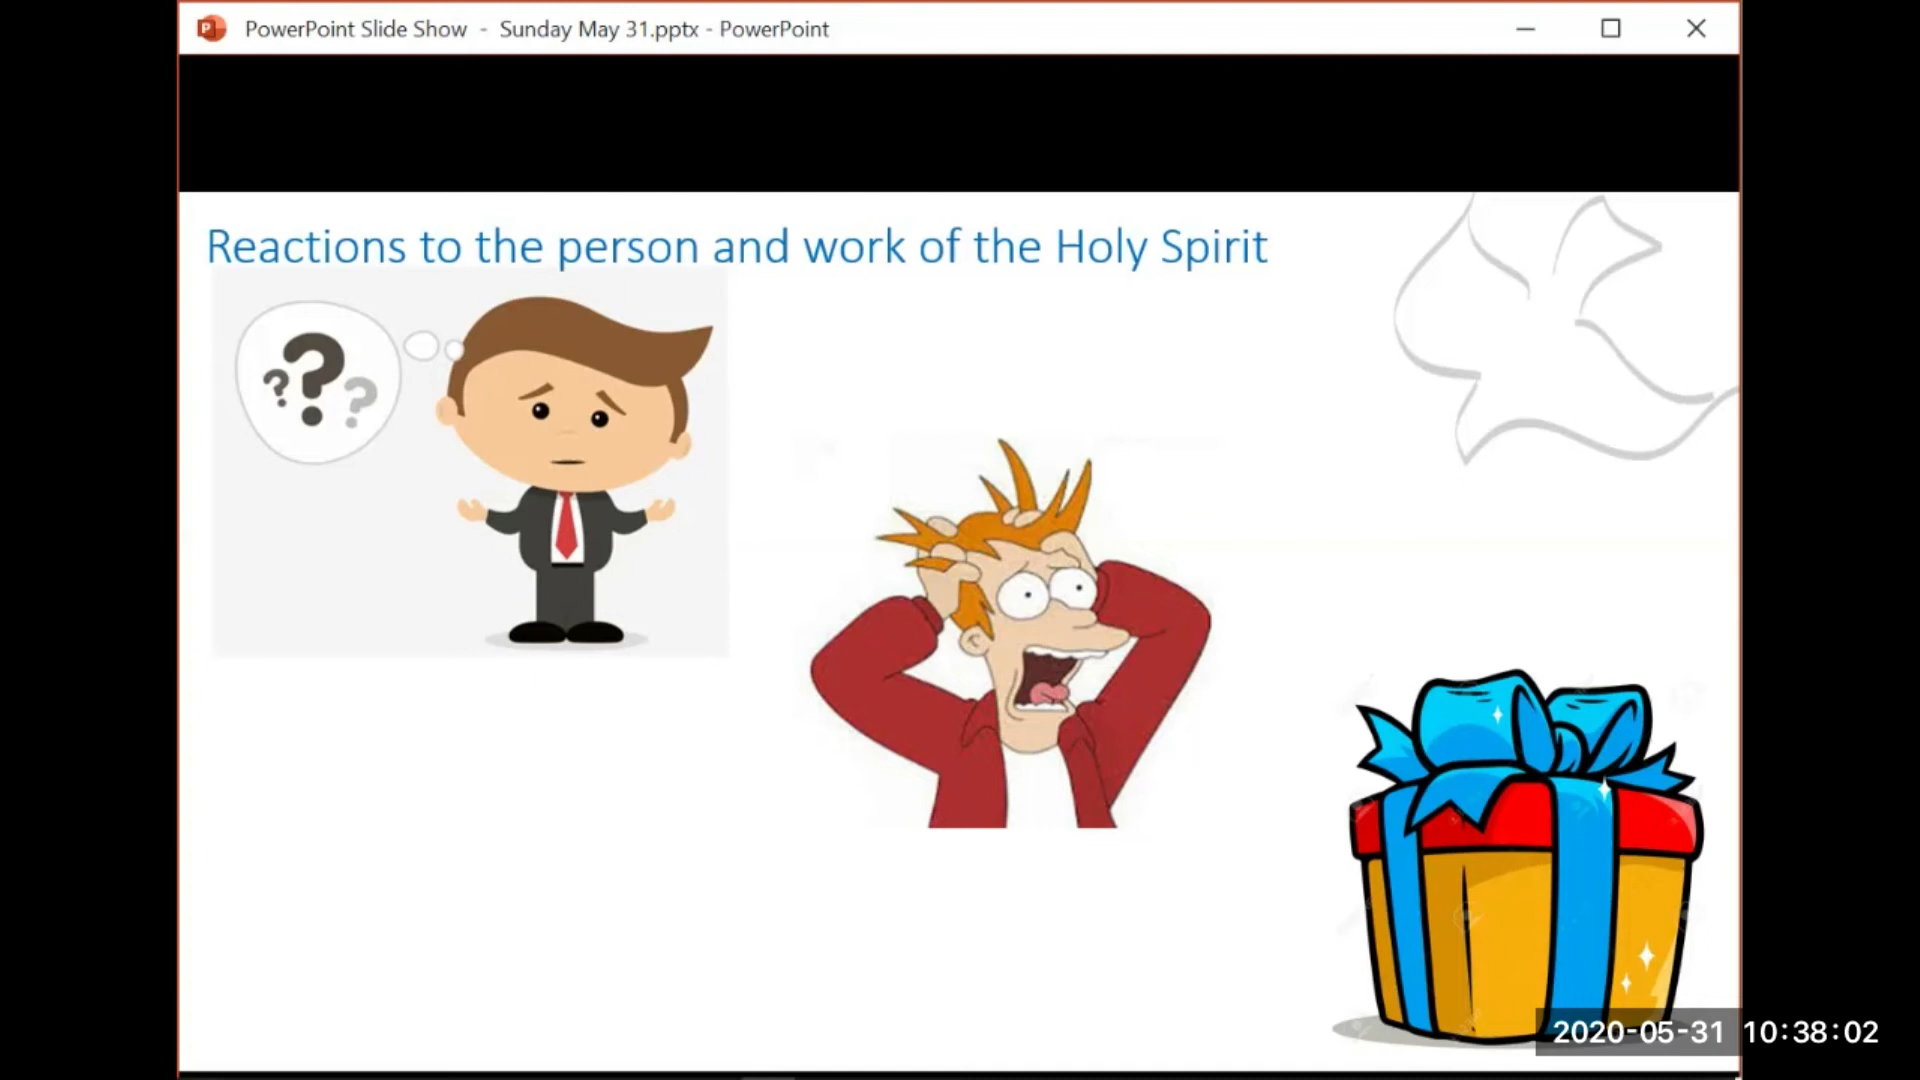 PowerPoint Slide Show - Sunday May 31.pptx - PowerPoint
Reactions to the person and work of the Holy Spirit
? ? ?
2020-05-31 10:38:02